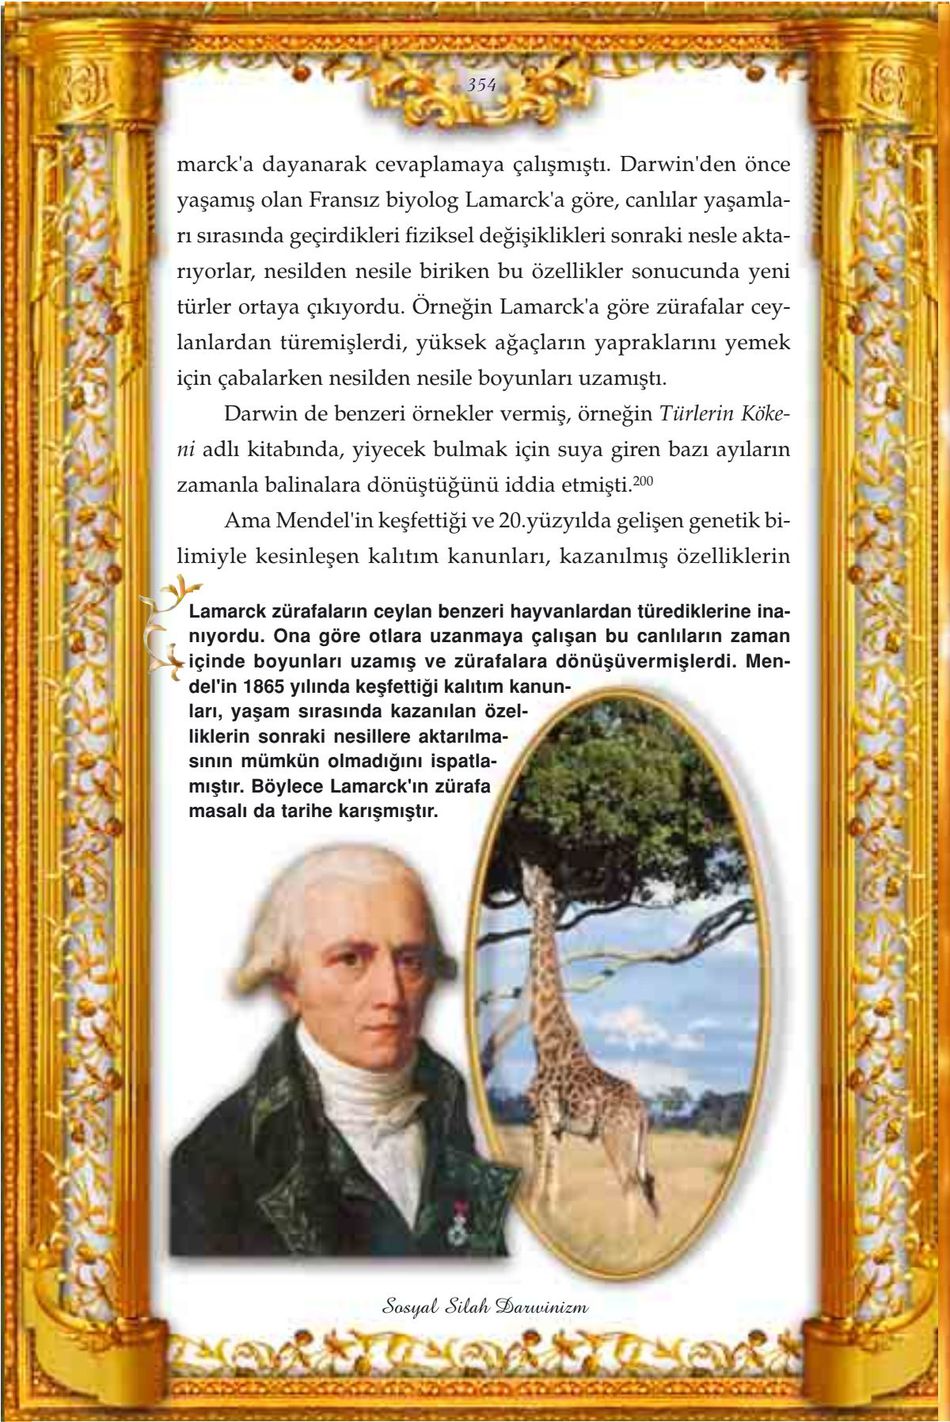 354
marck'a dayanarak cevaplamaya çalışmıştı. Darwin'den önce
yaşamış olan Fransız biyolog Lamarck'a göre, canlılar yaşamla-
rı sırasında geçirdikleri fiziksel değişiklikleri sonraki nesle akta-
rıyorlar, nesilden nesile biriken bu özellikler sonucunda yeni
türler ortaya çıkıyordu. Örneğin Lamarck'a göre zürafalar cey-
lanlardan türemişlerdi, yüksek ağaçların yapraklarını yemek
için çabalarken nesilden nesile boyunları uzamıştı.
Darwin de benzeri örnekler vermiş, örneğin Türlerin Köke-
ni adlı kitabında, yiyecek bulmak için suya giren bazı ayıların
zamanla balinalara dönüştüğünü iddia etmişti.200
Ama Mendel'in keşfettiği ve 20.yüzyılda gelişen genetik bi-
limiyle kesinleşen kalıtım kanunları, kazanılmış özelliklerin
Lamarck zürafaların ceylan benzeri hayvanlardan türediklerine ina-
nıyordu. Ona göre otlara uzanmaya çalışan bu canlıların zaman
içinde boyunları uzamış ve zürafalara dönüşüvermişlerdi. Men-
del'in 1865 yılında keşfettiği kalıtım kanun-
ları, yaşam sırasında kazanılan özel-
liklerin sonraki nesillere aktarılma-
sının mümkün olmadığını ispatla-
mıştır. Böylece Lamarck'ın zürafa
masalı da tarihe karışmıştır.
Sosyal Silah Darwinizm